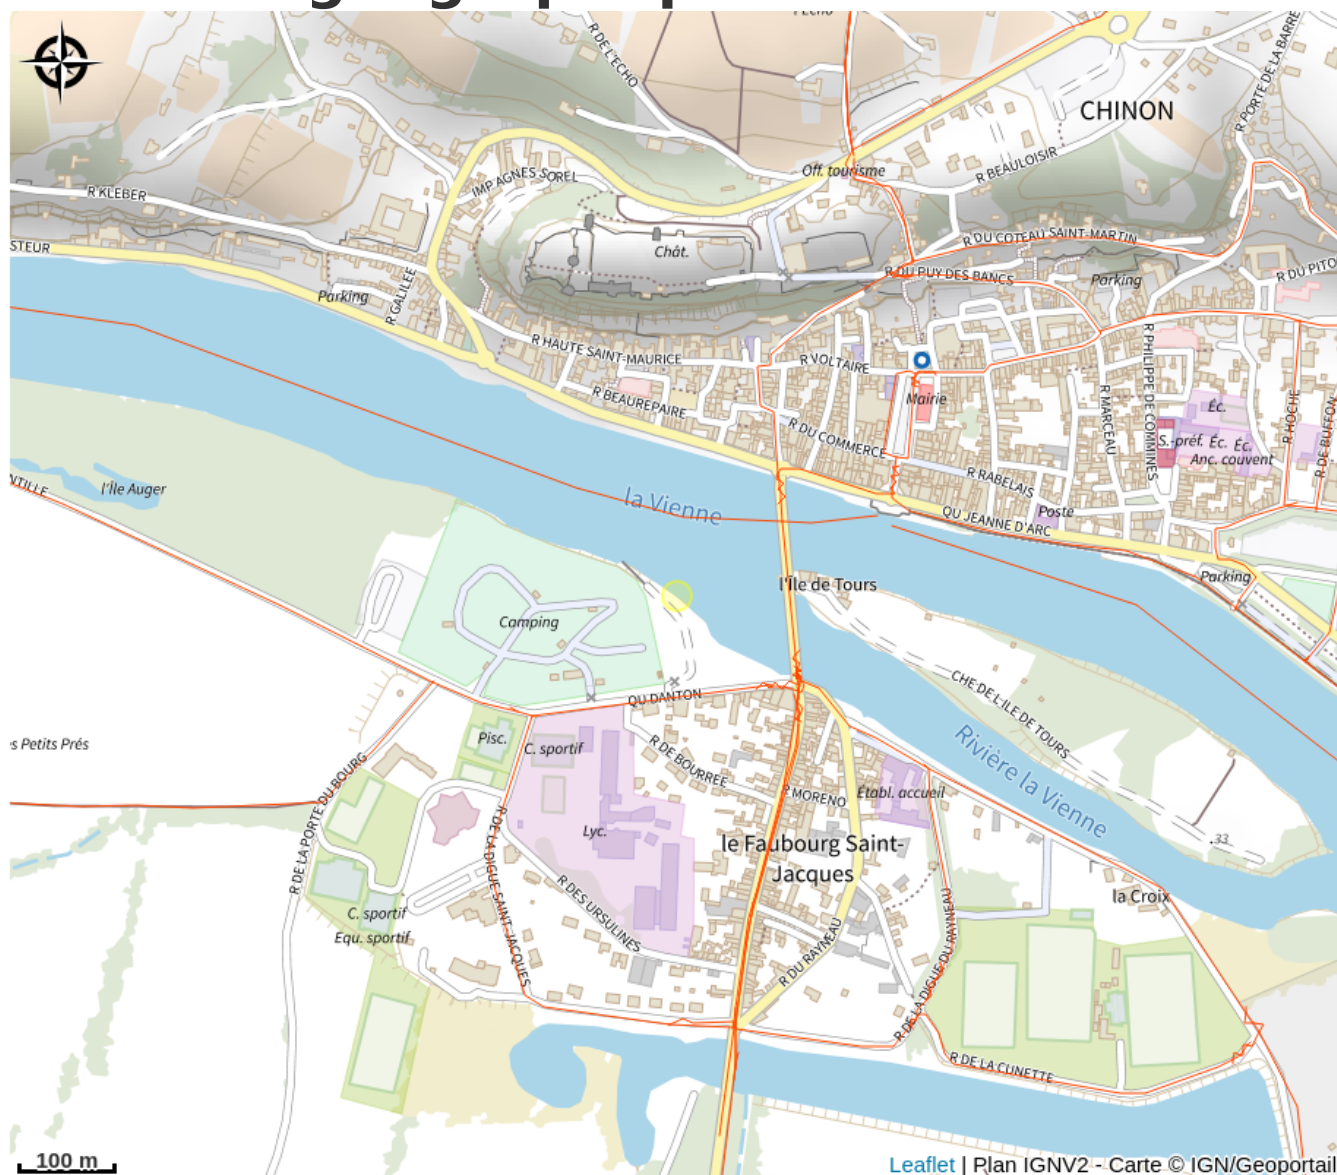 R DE L'ECHO
CHINON
R PORTE DE LA BARRE
Off. tourisme
R BEAULOISIR
IMP AGNES SOREL
R KLEBER
STEUR
Chât.
R DU COTEAU SAINT-MARTIN
R DU PUY DES BANCS
Parking
R DU PITO
Parking
R GALILEE
R HAUTE SAINT-MAURICE
R VOLTAIRE
R PHILIPPE DE COMMINES
R BEAUREPAIRE
Mairie
R MARCEAU
Éc.
R HOCHE
R DE BUFFON
R DU COMMERCE
S.-préf.
Éc.
Éc.
Anc. couvent
R RABELAIS
l'Île Auger
NTILLE
la Vienne
Poste
QU JEANNE D'ARC
l'Île de Tours
Parking
Camping
CHE DE L'ILE DE TOURS
QU DANTON
Rivière la Vienne
s Petits Prés
Pisc.
C. sportif
R DE BOURREE
R DE LA PORTE DU BOURG
R MORENO
Établ. accueil
Lyc.
le Faubourg Saint-
Jacques
33
R DE LA DIGUE SAINT-JACQUES
la Croix
C. sportif
Equ. sportif
R DES URSULINES
R DU RAYNEAU
R DE LA DIGUE DU FAYNEAU
R DE LA CUNETTE
100 m
Leaflet | Plan IGNV2 - Carte © IGN/Geoportail